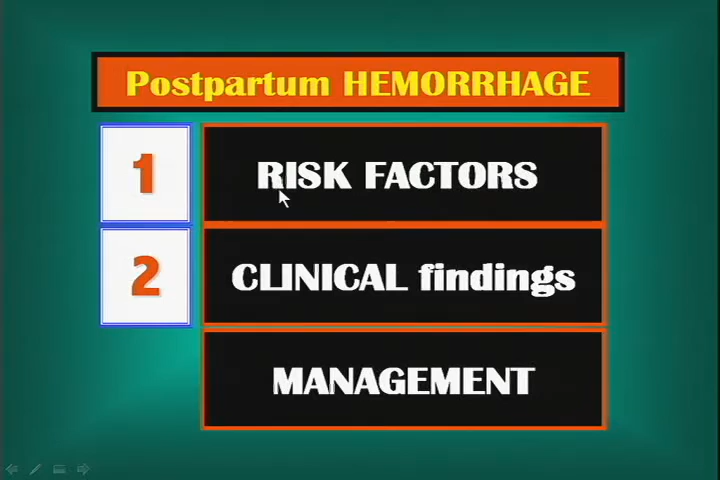 Postpartum HEMORRHAGE
1
RISK FACTORS
2
CLINICAL findings
MANAGEMENT